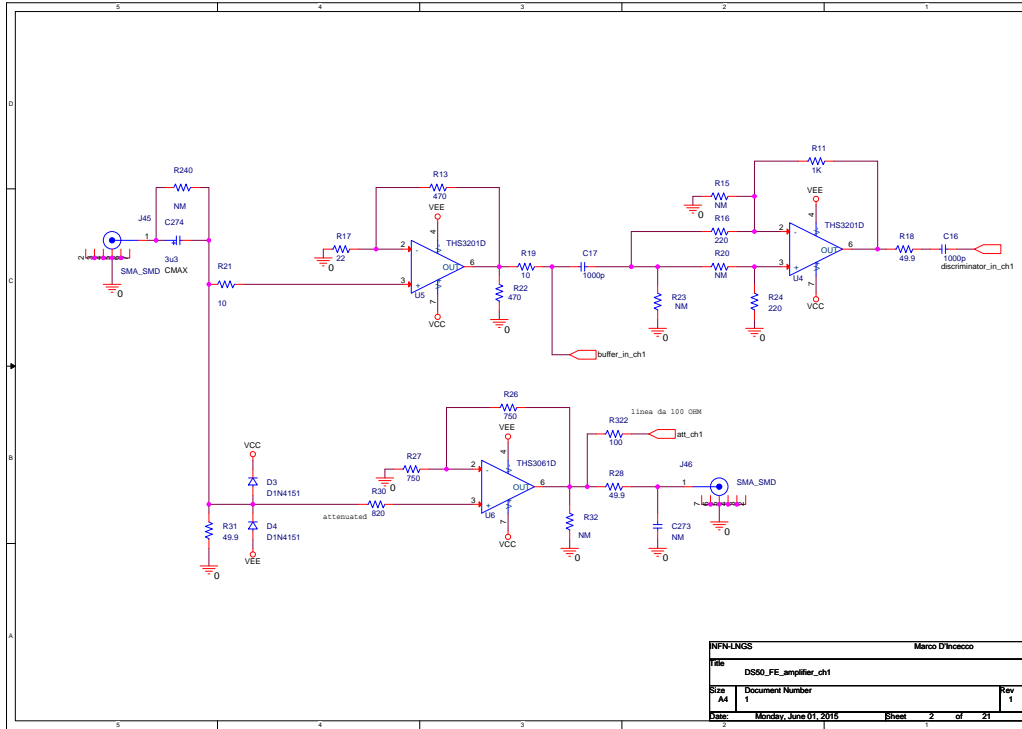 5 4 3 2 1
D
C
B
A
R240
NM
J45
C274
1
3u3
CMAX
SMA_SMD
0
R21
10
R17
22
0
R13
470
VEE
4
THS3201D
2
-
3
+
OUT
6
U5
7
VCC
R19
10
R22
470
0
C17
1000p
buffer_in_ch1
R15
NM
0
R16
220
R20
NM
R23
NM
0
R24
220
0
R11
1K
VEE
4
THS3201D
2
-
3
+
OUT
6
U4
7
VCC
R18
49.9
C16
1000p
discriminator_in_ch1
VCC
D3
D1N4151
D4
D1N4151
VEE
R31
49.9
0
attenuated
R27
750
0
R30
820
R26
750
VEE
4
THS3061D
2
-
3
+
OUT
6
U6
7
VCC
R32
NM
0
linea da 100 OHM
R322
100
att_ch1
R28
49.9
C273
NM
0
J46
1
SMA_SMD
0
INFN-LNGS Marco D'Incecco
Title
DS50_FE_amplifier_ch1
Size Document Number Rev
A4 1 1
Date: Monday, June 01, 2015 Sheet 2 of 21
5 4 3 2 1